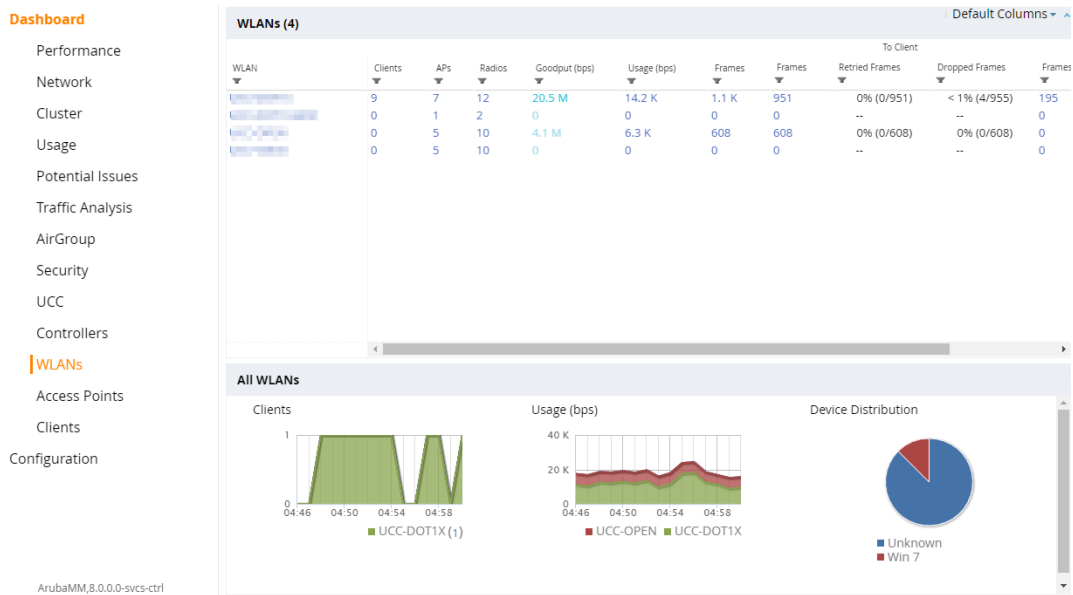 Dashboard
Performance
Network
Cluster
Usage
Potential Issues
Traffic Analysis
AirGroup
Security
UCC
Controllers
WLANs
Access Points
Clients
Configuration
ArubaMM,8.0.0.0-svcs-ctrl
WLANs (4)
Default Columns
To Client
WLAN Clients APs Radios Goodput (bps) Usage (bps) Frames Frames Retried Frames Dropped Frames Frames
9 7 12 20.5 M 14.2 K 1.1 K 951 0% (0/951) < 1% (4/955) 195
0 1 2 0 0 0 0 -- -- 0
0 5 10 4.1 M 6.3 K 608 608 0% (0/608) 0% (0/608) 0
0 5 10 0 0 0 0 -- -- 0
All WLANs
Clients
1
0
04:46 04:50 04:54 04:58
UCC-DOT1X (1)
Usage (bps)
40 K
20 K
0
04:46 04:50 04:54 04:58
UCC-OPEN UCC-DOT1X
Device Distribution
Unknown
Win 7